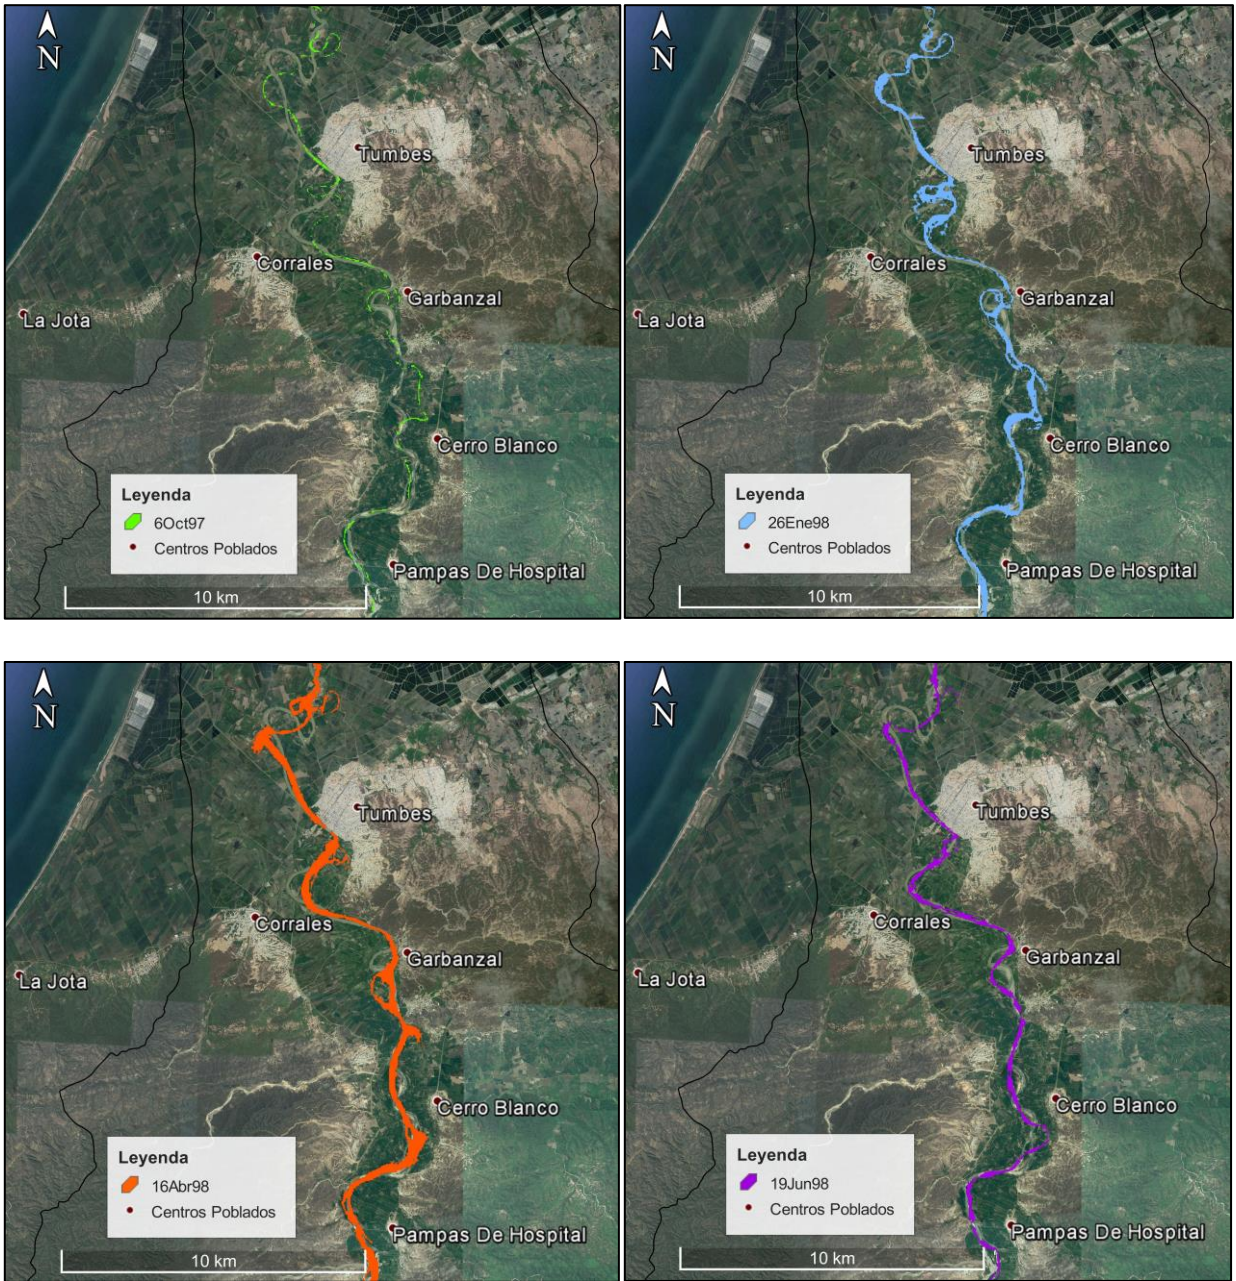 N
Tumbes
Corrales
Garbanzal
La Jota
Cerro Blanco
Leyenda
6Oct97
Centros Poblados
Pampas De Hospital
10 km
N
Tumbes
Corrales
Garbanzal
La Jota
Cerro Blanco
Leyenda
26Ene98
Centros Poblados
Pampas De Hospital
10 km
N
Tumbes
Corrales
Garbanzal
La Jota
Cerro Blanco
Leyenda
16Abr98
Centros Poblados
Pampas De Hospital
10 km
N
Tumbes
Corrales
Garbanzal
La Jota
Cerro Blanco
Leyenda
19Jun98
Centros Poblados
Pampas De Hospital
10 km